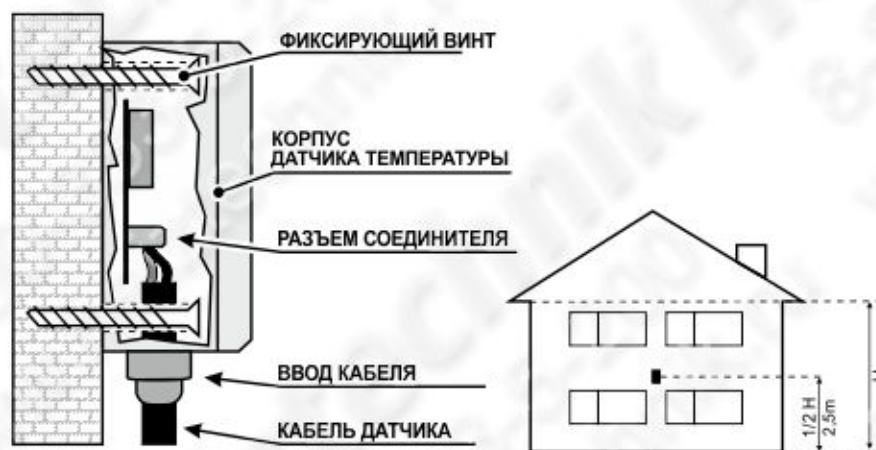 ФИКСИРУЮЩИЙ ВИНТ
КОРПУС
ДАТЧИКА ТЕМПЕРАТУРЫ
РАЗЪЕМ СОЕДИНИТЕЛЯ
ВВОД КАБЕЛЯ
КАБЕЛЬ ДАТЧИКА
1/2 H
2,5m